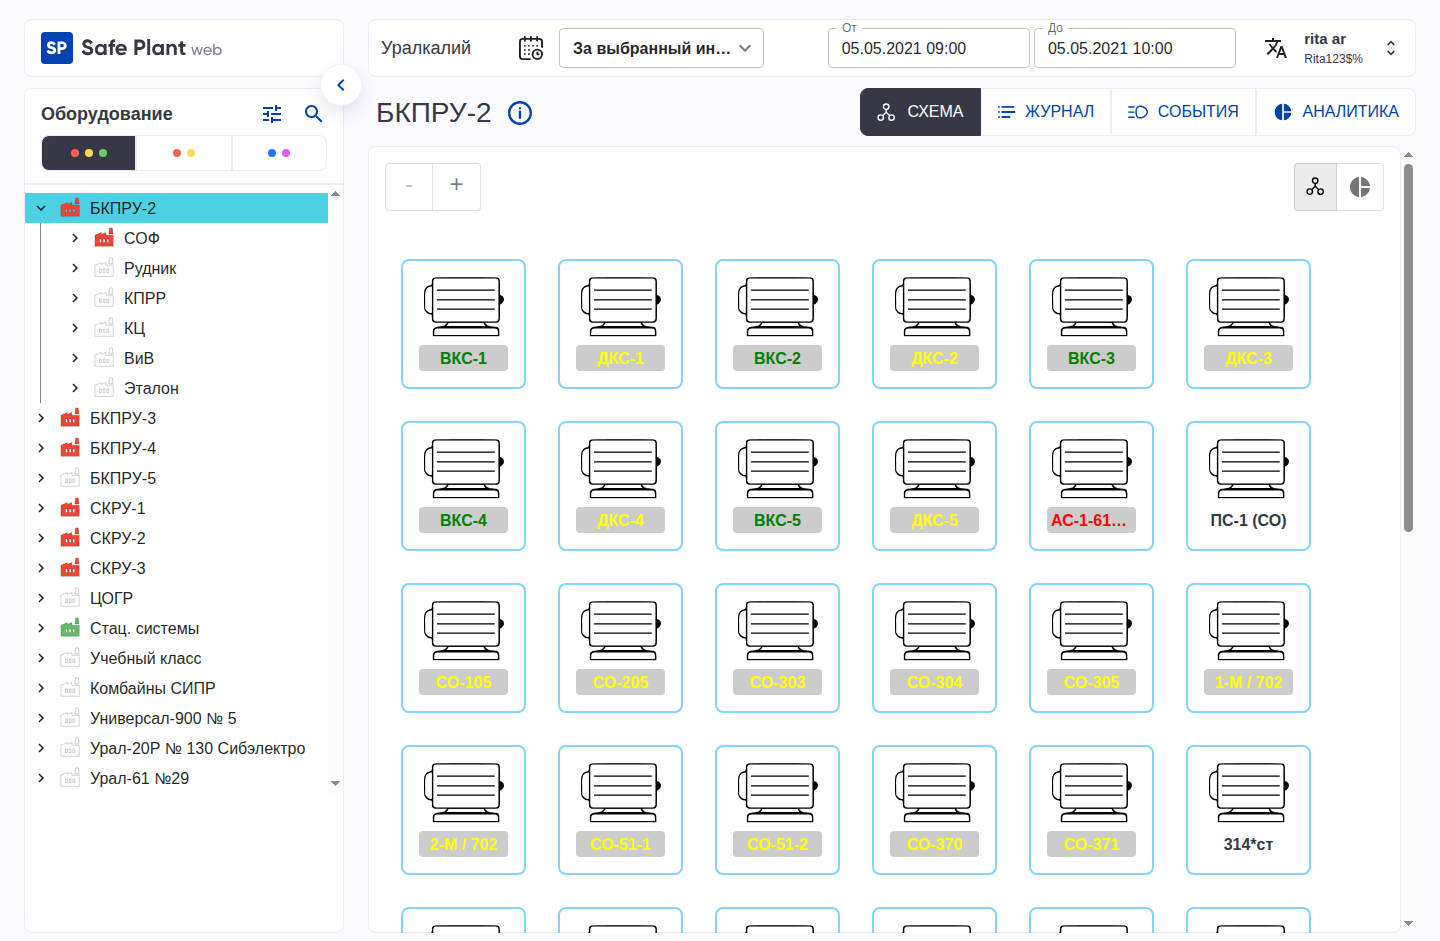 SP Safe Plant web
Уралкалий
За выбранный ин…
От
05.05.2021 09:00
До
05.05.2021 10:00
rita ar
Rita123$%
Оборудование
БКПРУ-2
СОФ
Рудник
КПРР
КЦ
ВиВ
Эталон
БКПРУ-3
БКПРУ-4
БКПРУ-5
СКРУ-1
СКРУ-2
СКРУ-3
ЦОГР
Стац. системы
Учебный класс
Комбайны СИПР
Универсал-900 № 5
Урал-20Р № 130 Сибэлектро
Урал-61 №29
БКПРУ-2
СХЕМА ЖУРНАЛ СОБЫТИЯ АНАЛИТИКА
- +
ВКС-1 ДКС-1 ВКС-2 ДКС-2 ВКС-3 ДКС-3
ВКС-4 ДКС-4 ВКС-5 ДКС-5 АС-1-61… ПС-1 (СО)
СО-105 СО-205 СО-303 СО-304 СО-305 1-М / 702
2-М / 702 СО-51-1 СО-51-2 СО-370 СО-371 314*ст